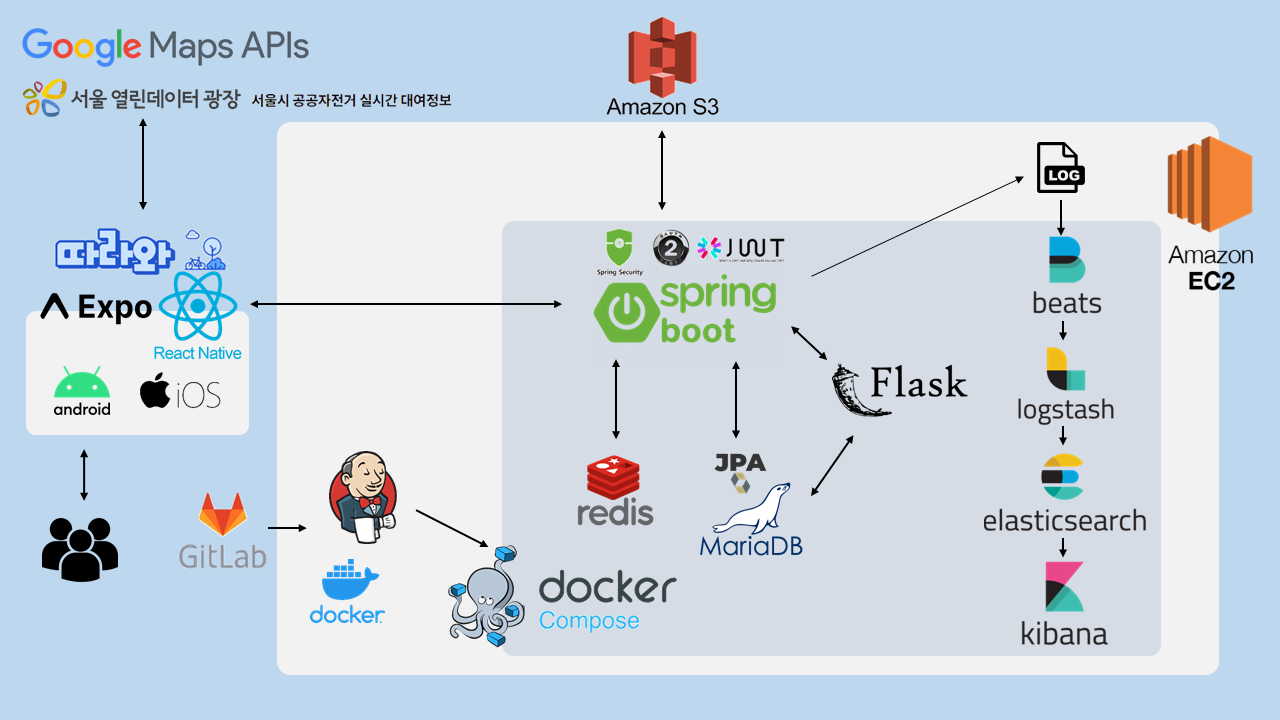 Google Maps APIs
서울 열린데이터 광장 서울시 공공자전거 실시간 대여정보
Amazon S3
LOG
Amazon
EC2
따라와
Expo
React Native
android
iOS
Spring Security
2
JWT
spring
boot
Flask
beats
logstash
elasticsearch
kibana
redis
JPA
MariaDB
GitLab
docker
docker
Compose